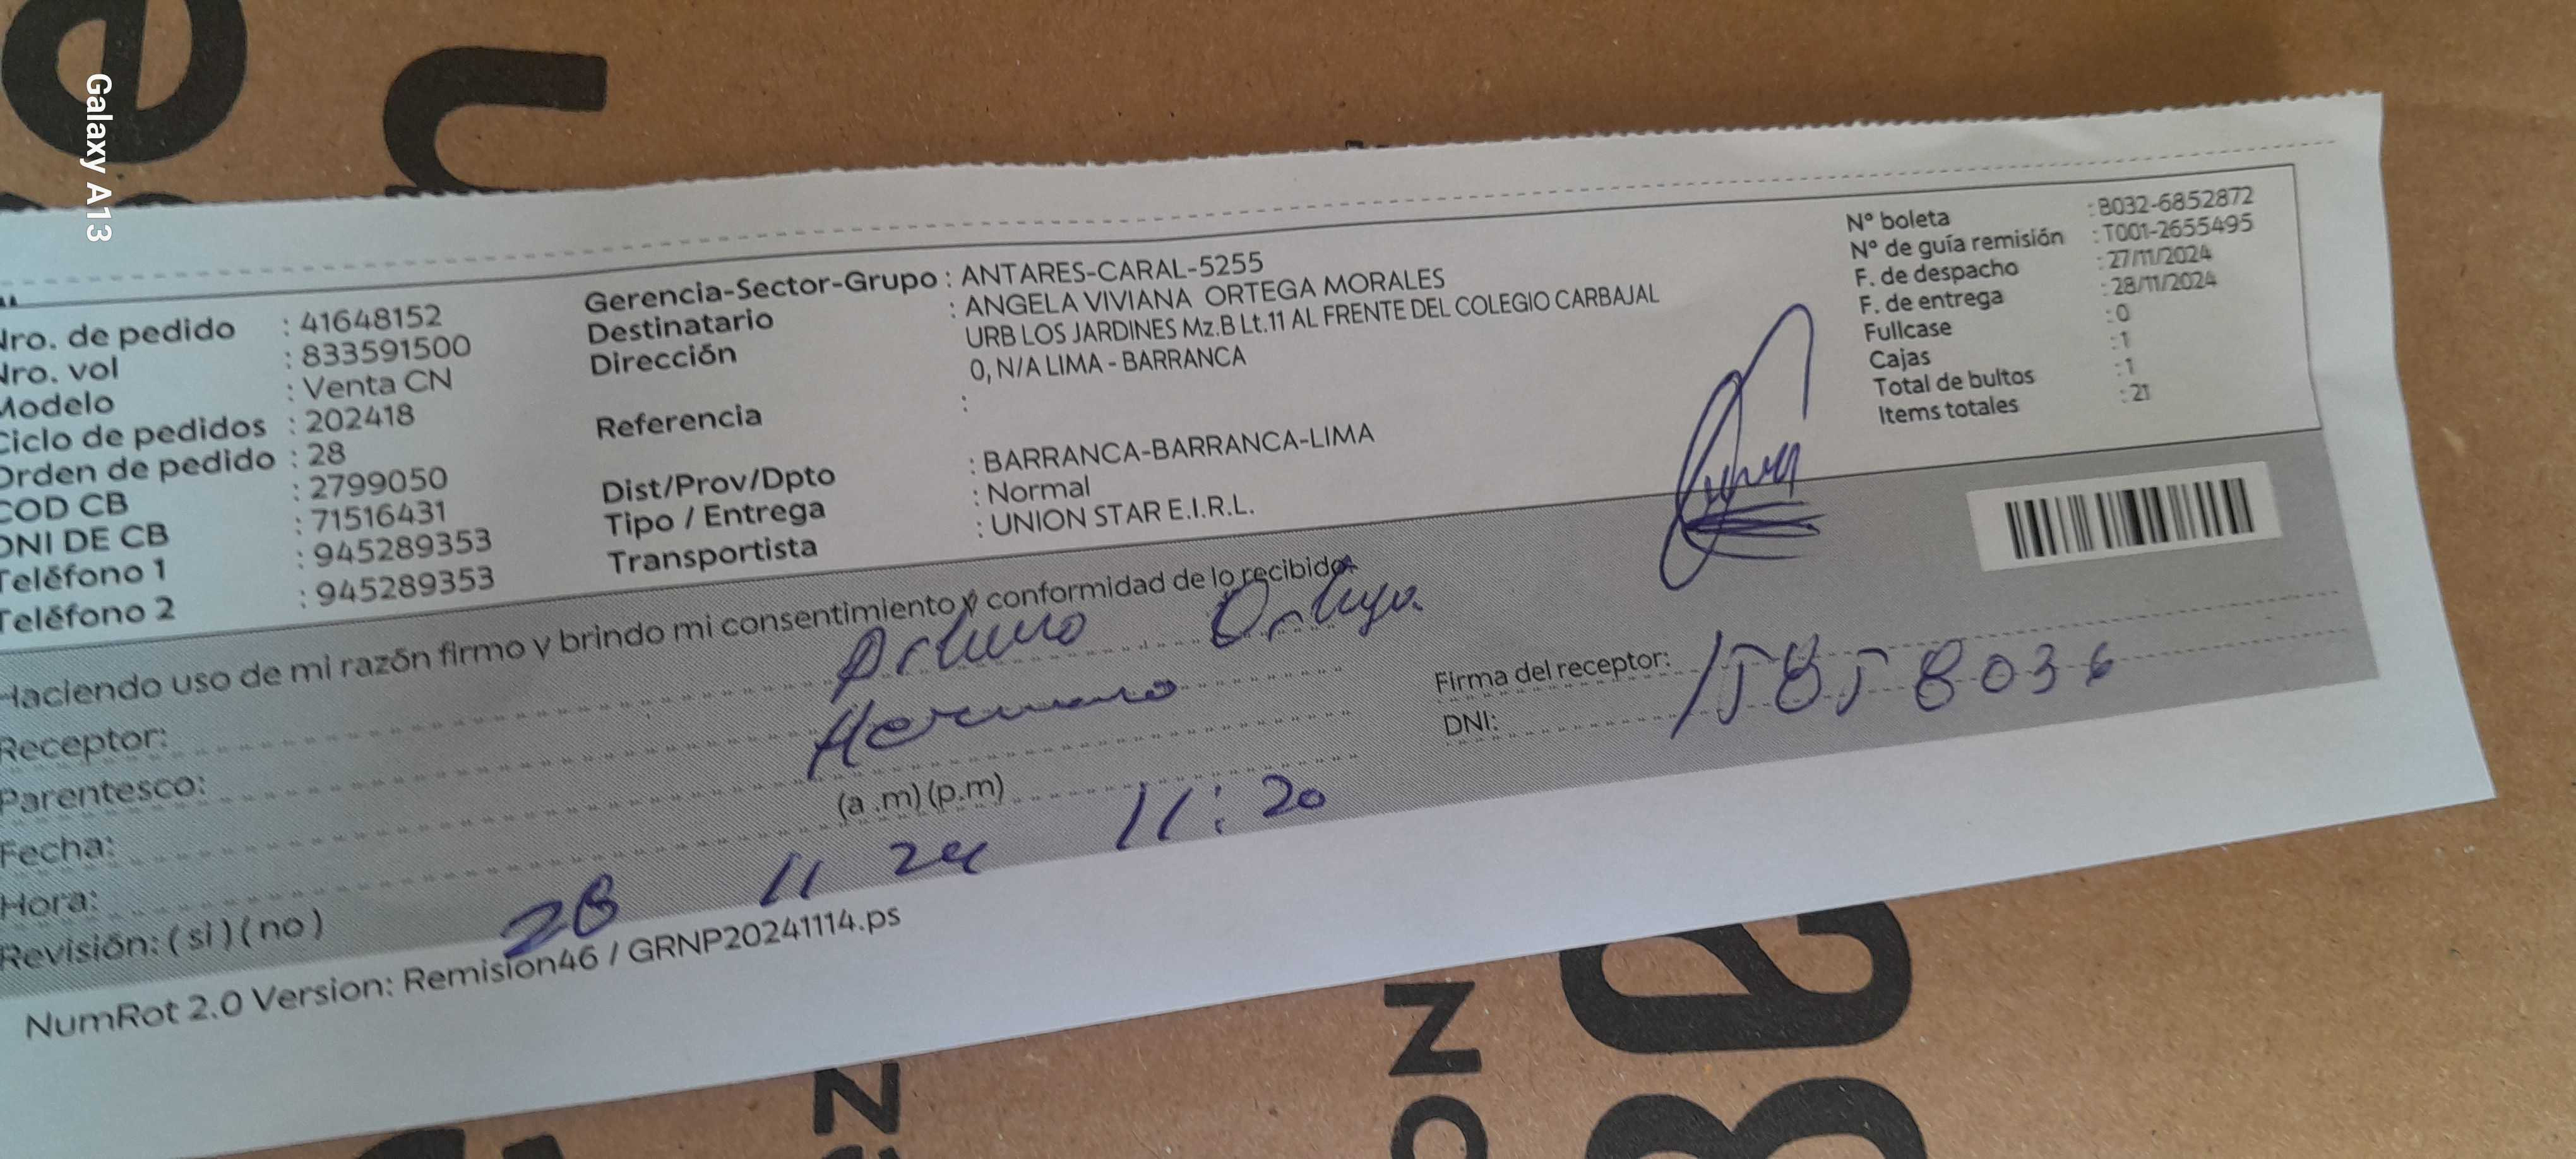 Galaxy A13
Nro. de pedido : 41648152
Nro. vol : 833591500
Modelo : Venta CN
Ciclo de pedidos : 202418
Orden de pedido : 28
COD CB : 2799050
DNI DE CB : 71516431
Teléfono 1 : 945289353
Teléfono 2 : 945289353
Gerencia-Sector-Grupo : ANTARES-CARAL-5255
Destinatario : ANGELA VIVIANA ORTEGA MORALES
Dirección URB LOS JARDINES Mz.B Lt.11 AL FRENTE DEL COLEGIO CARBAJAL
0, N/A LIMA - BARRANCA
Referencia :
Dist/Prov/Dpto : BARRANCA-BARRANCA-LIMA
Tipo / Entrega : Normal
Transportista : UNION STAR E.I.R.L.
Nº boleta : B032-6852872
Nº de guía remisión : T001-2655495
F. de despacho : 27/11/2024
F. de entrega : 28/11/2024
Fullcase : 0
Cajas : 1
Total de bultos : 1
Items totales : 21
Haciendo uso de mi razón firmo y brindo mi consentimiento y conformidad de lo recibido.
Receptor: Arturo Ortega
Parentesco: Hermano
Fecha: (a .m) (p.m)
Hora: 28 11 24 11:20
Revisión: ( si ) ( no )
Firma del receptor:
DNI: 15858036
NumRot 2.0 Version: Remision46 / GRNP20241114.ps